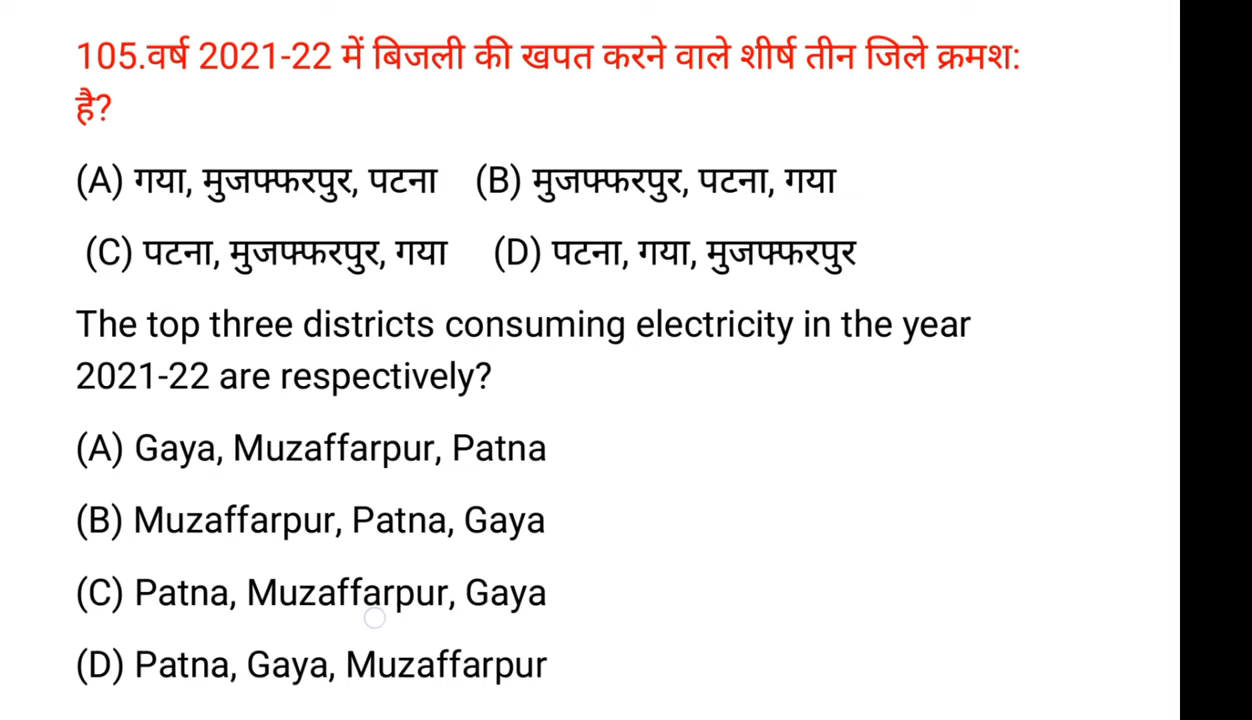 105.वर्ष 2021-22 में बिजली की खपत करने वाले शीर्ष तीन जिले क्रमश:
है?
(A) गया, मुजफ्फरपुर, पटना (B) मुजफ्फरपुर, पटना, गया
(C) पटना, मुजफ्फरपुर, गया (D) पटना, गया, मुजफ्फरपुर
The top three districts consuming electricity in the year
2021-22 are respectively?
(A) Gaya, Muzaffarpur, Patna
(B) Muzaffarpur, Patna, Gaya
(C) Patna, Muzaffarpur, Gaya
(D) Patna, Gaya, Muzaffarpur